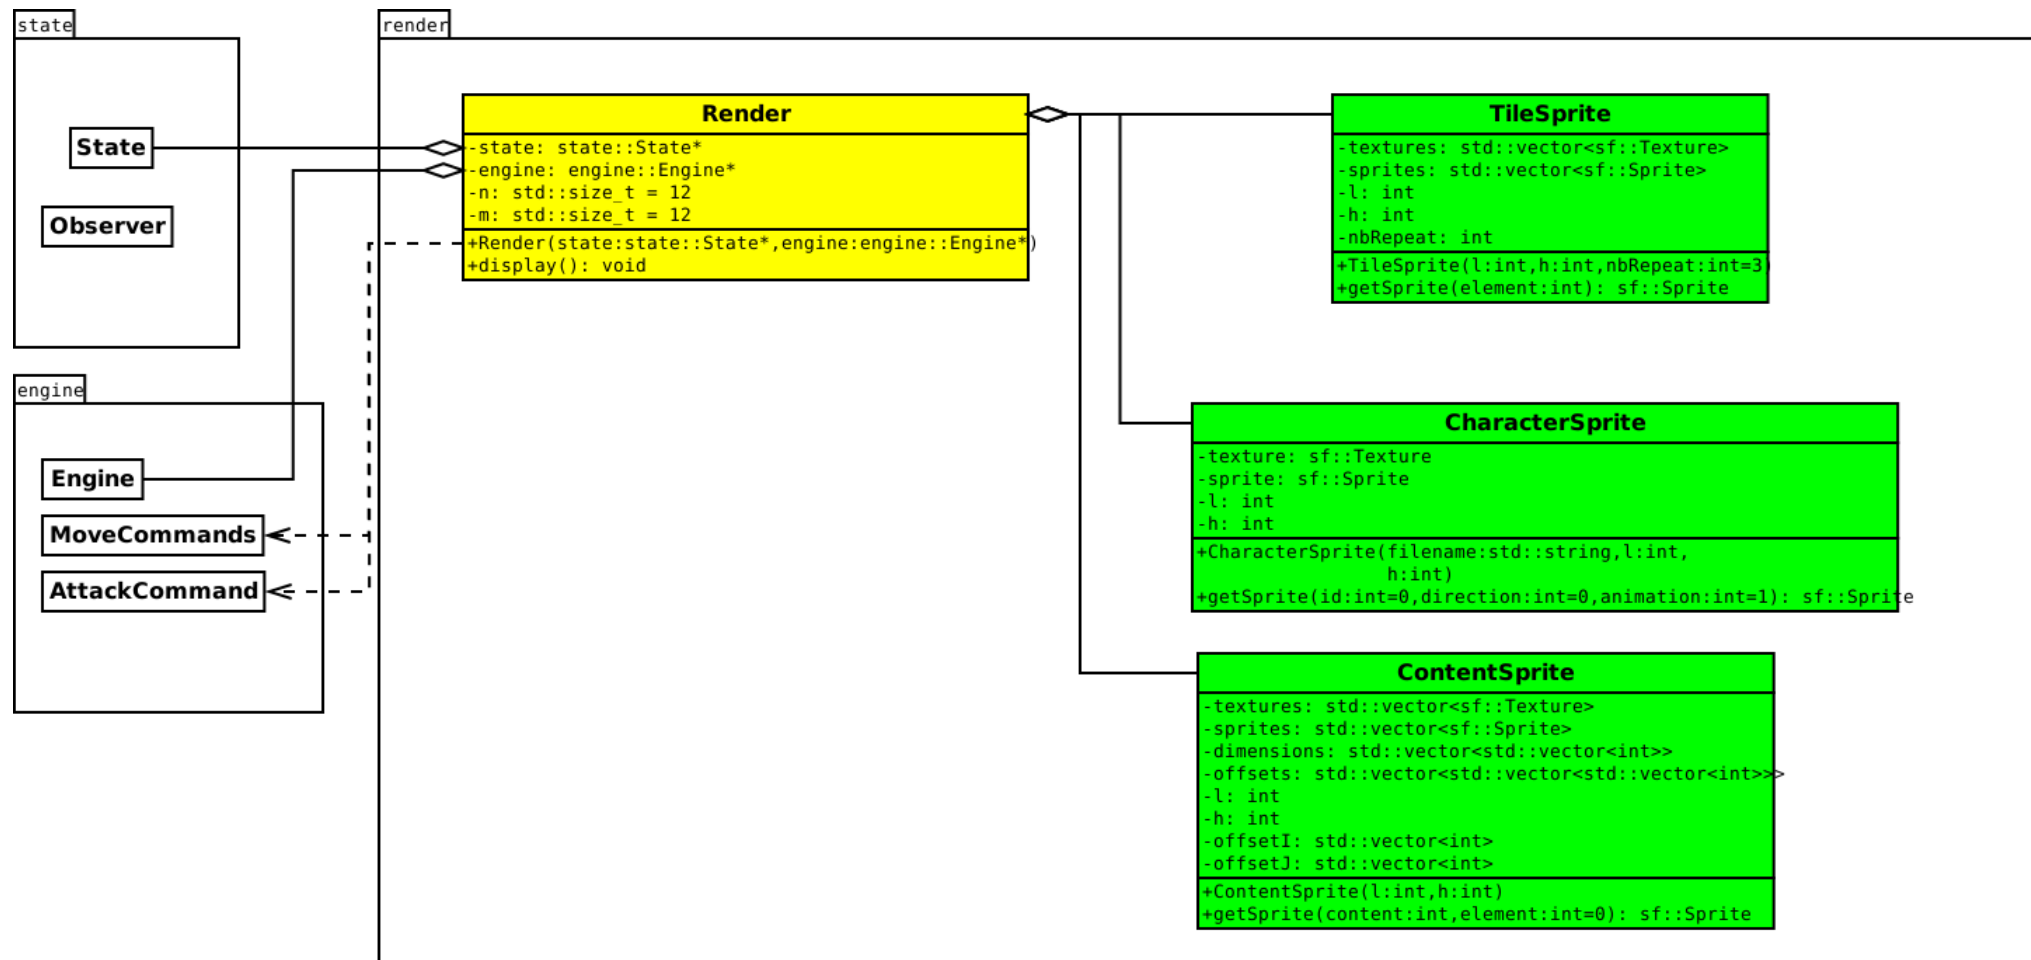 state
State
Observer
engine
Engine
MoveCommands
AttackCommand
render
Render
-state: state::State*
-engine: engine::Engine*
-n: std::size_t = 12
-m: std::size_t = 12
+Render(state:state::State*,engine:engine::Engine*)
+display(): void
TileSprite
-textures: std::vector<sf::Texture>
-sprites: std::vector<sf::Sprite>
-l: int
-h: int
-nbRepeat: int
+TileSprite(l:int,h:int,nbRepeat:int=3)
+getSprite(element:int): sf::Sprite
CharacterSprite
-texture: sf::Texture
-sprite: sf::Sprite
-l: int
-h: int
+CharacterSprite(filename:std::string,l:int,
h:int)
+getSprite(id:int=0,direction:int=0,animation:int=1): sf::Sprite
ContentSprite
-textures: std::vector<sf::Texture>
-sprites: std::vector<sf::Sprite>
-dimensions: std::vector<std::vector<int>>
-offsets: std::vector<std::vector<std::vector<int>>>
-l: int
-h: int
-offsetI: std::vector<int>
-offsetJ: std::vector<int>
+ContentSprite(l:int,h:int)
+getSprite(content:int,element:int=0): sf::Sprite